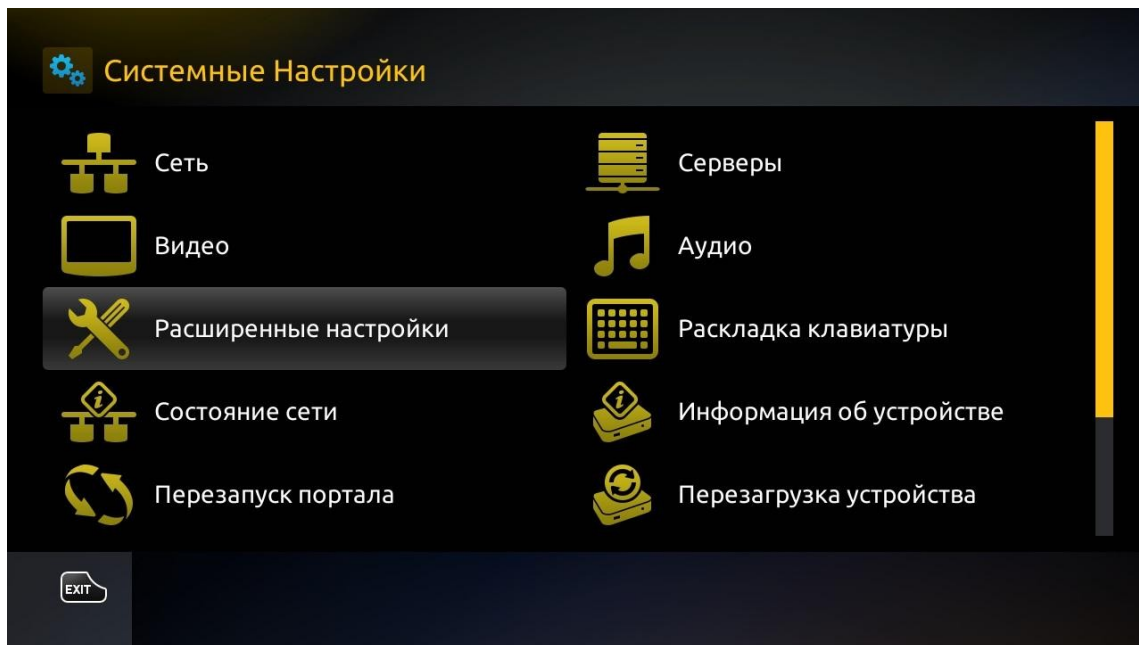 Системные Настройки
Сеть
Серверы
Видео
Аудио
Расширенные настройки
Раскладка клавиатуры
Состояние сети
Информация об устройстве
Перезапуск портала
Перезагрузка устройства
EXIT